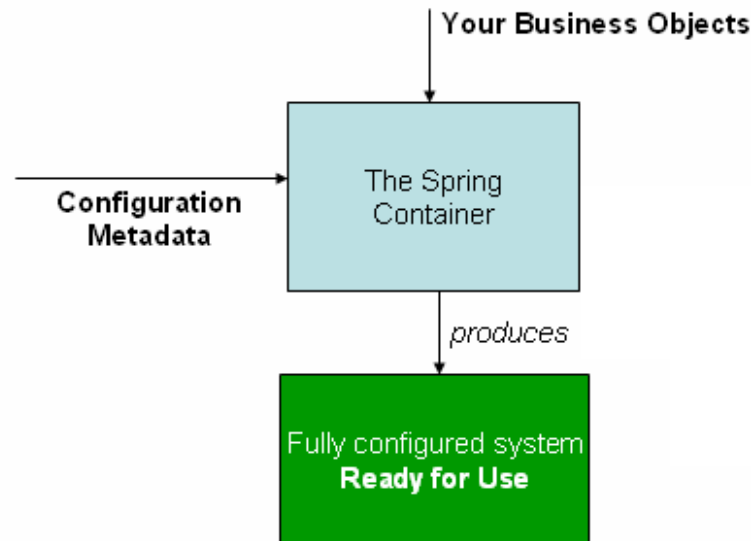 Your Business Objects
The Spring
Container
Configuration
Metadata
produces
Fully configured system
Ready for Use